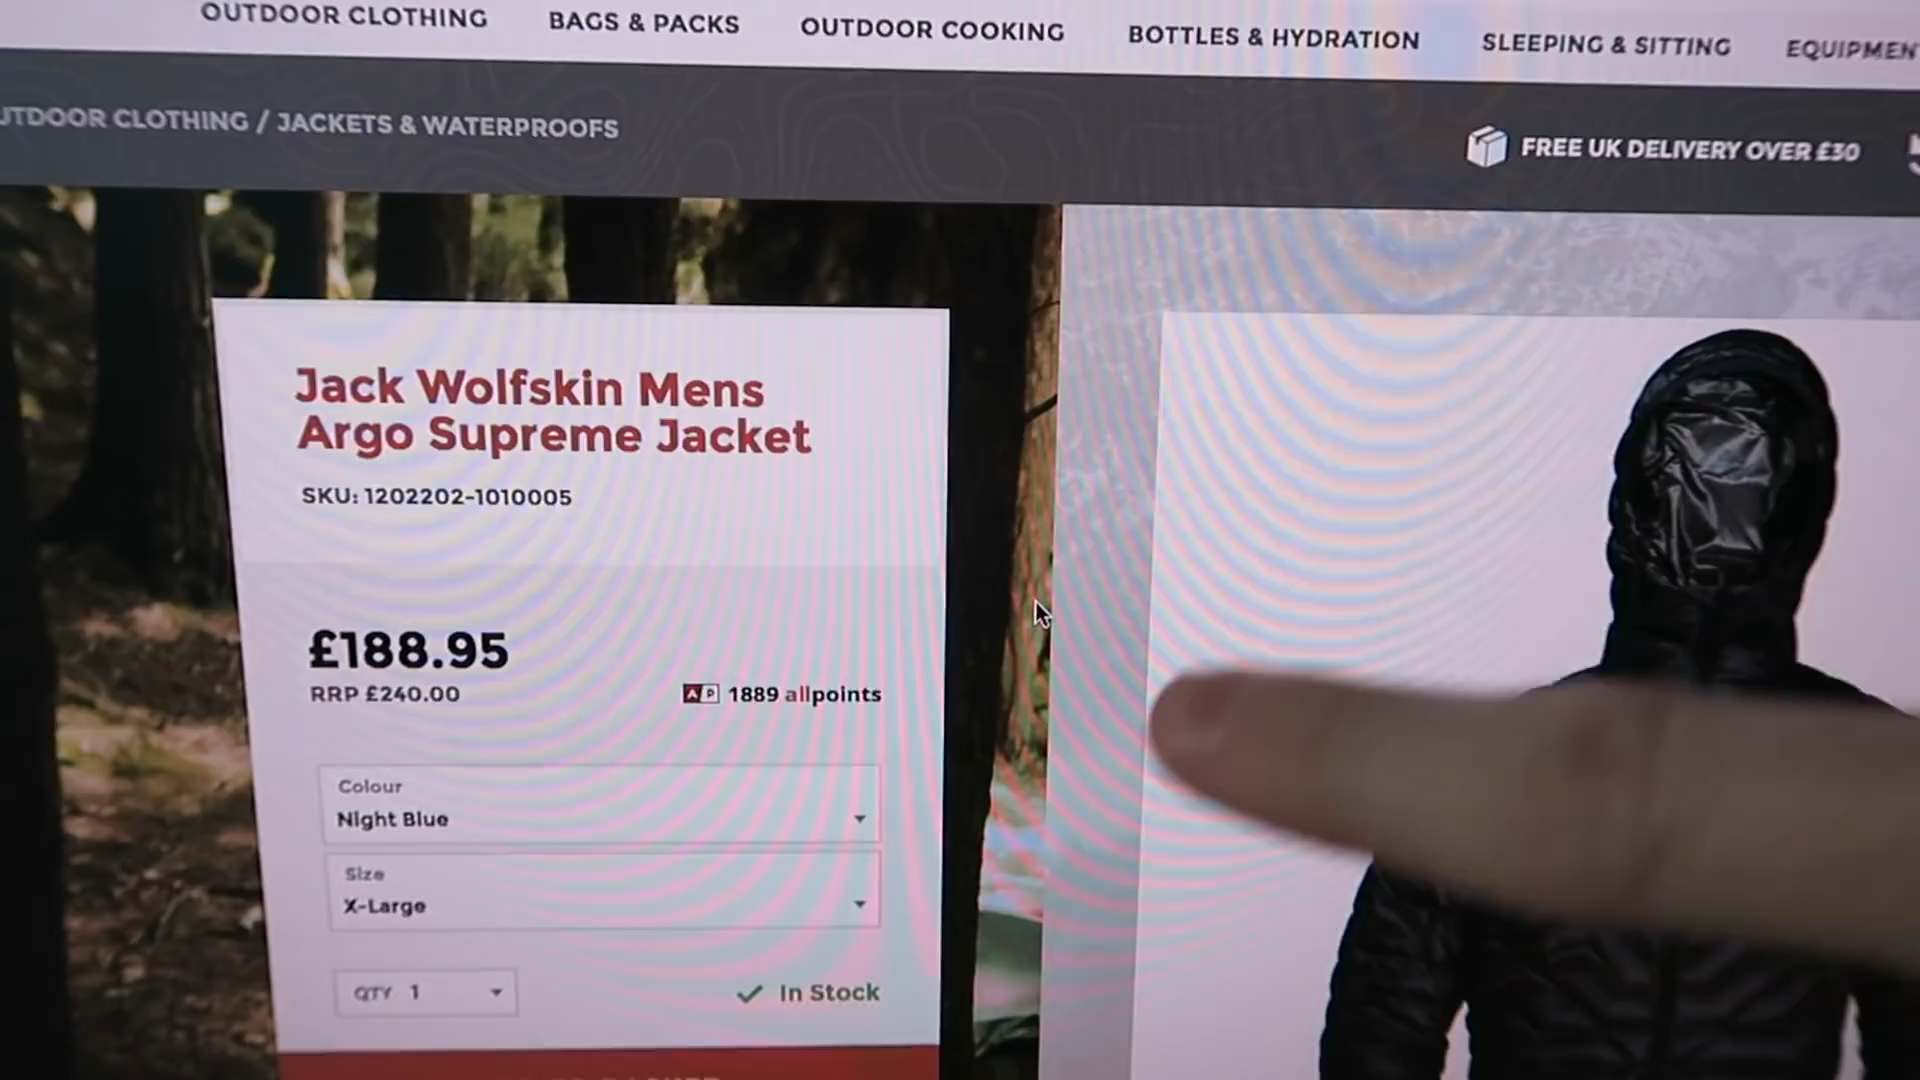 OUTDOOR CLOTHING BAGS & PACKS OUTDOOR COOKING BOTTLES & HYDRATION SLEEPING & SITTING
UTDOOR CLOTHING / JACKETS & WATERPROOFS
FREE UK DELIVERY OVER £30
Jack Wolfskin Mens
Argo Supreme Jacket
SKU: 1202202-1010005
£188.95
RRP £240.00
AP 1889 allpoints
Colour
Night Blue
Size
X-Large
QTY 1
In Stock